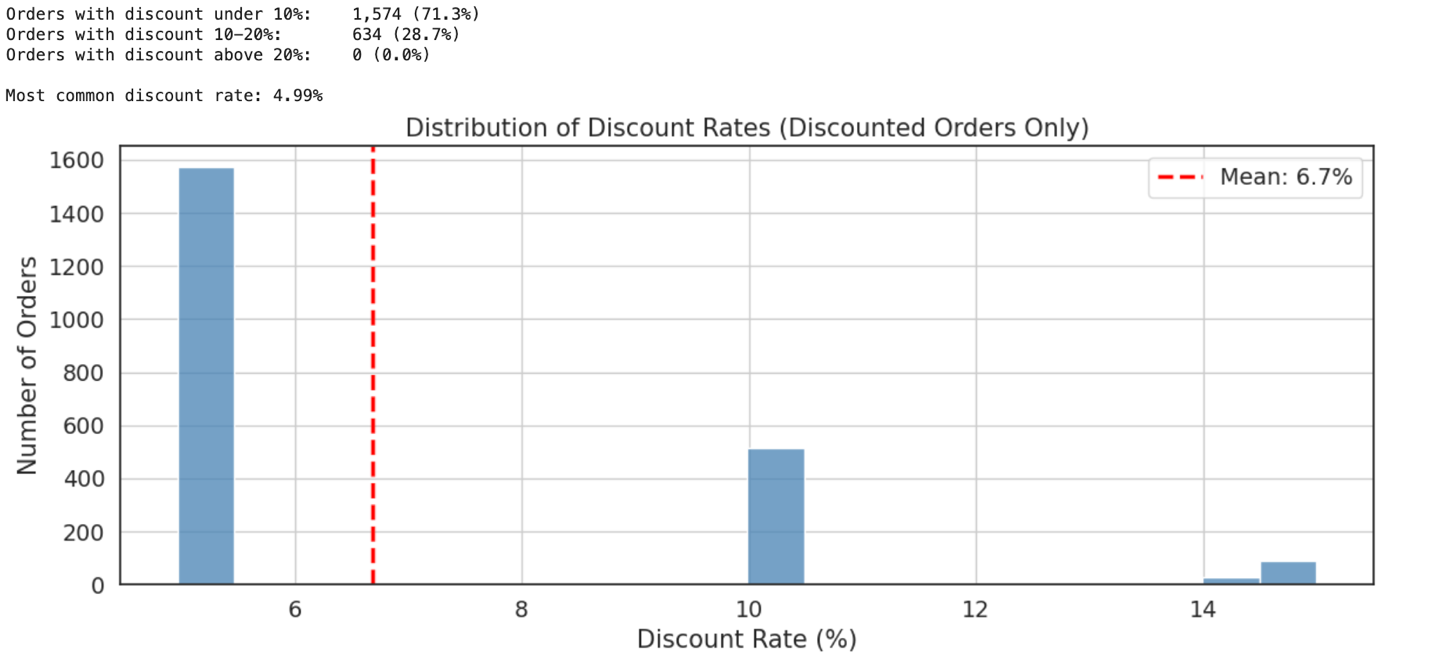 Orders with discount under 10%: 1,574 (71.3%)
Orders with discount 10-20%: 634 (28.7%)
Orders with discount above 20%: 0 (0.0%)
Most common discount rate: 4.99%
Distribution of Discount Rates (Discounted Orders Only)
Mean: 6.7%
Number of Orders
1600
1400
1200
1000
800
600
400
200
0
6 8 10 12 14
Discount Rate (%)